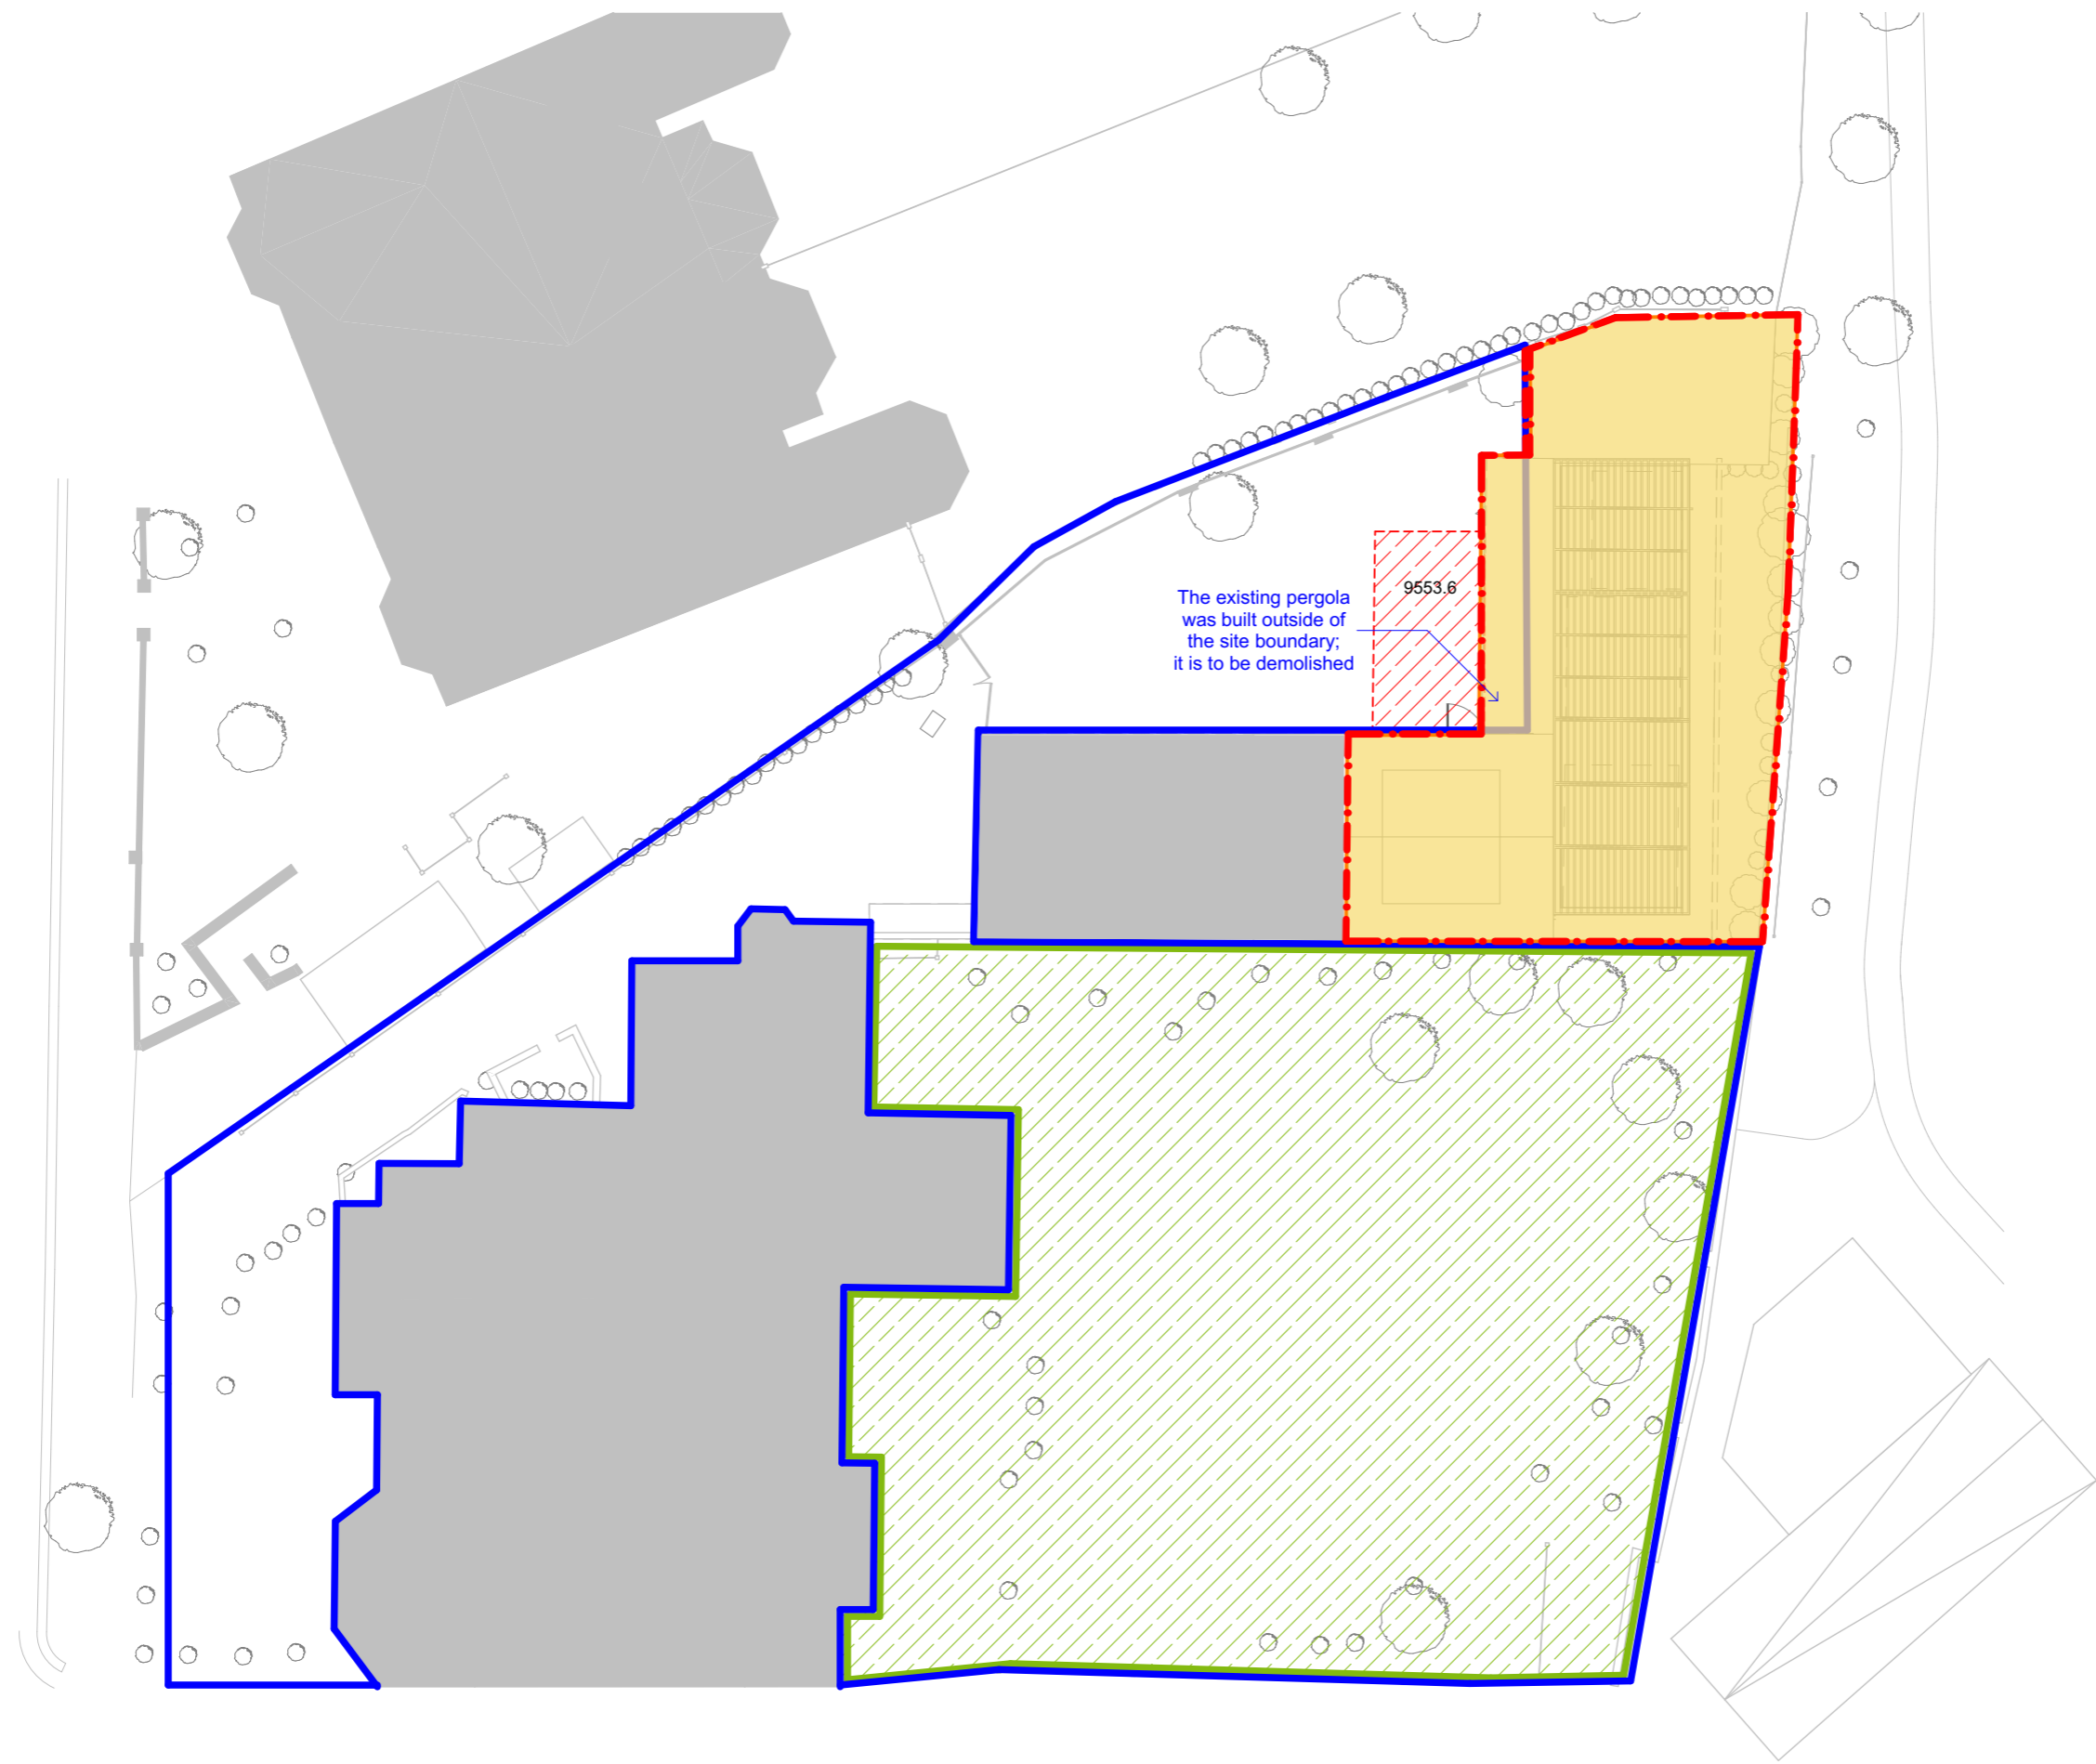 9553.6
The existing pergola
was built outside of
the site boundary;
it is to be demolished